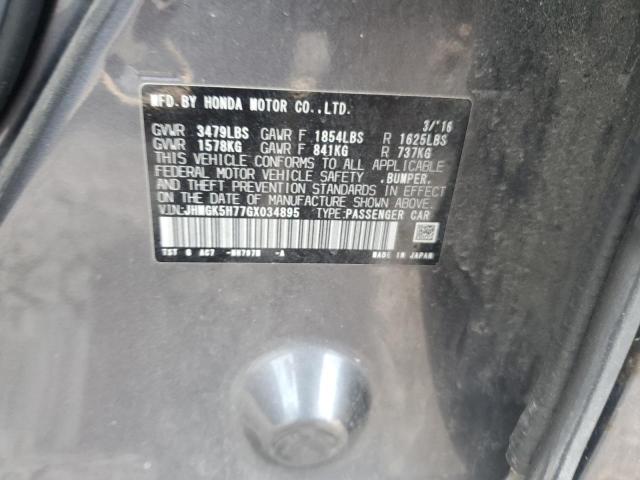 MFD.BY HONDA MOTOR CO.,LTD. 3/'16
GVWR 3479LBS GAWR F 1854LBS R 1625LBS
GVWR 1578KG GAWR F 841KG R 737KG
THIS VEHICLE CONFORMS TO ALL APPLICABLE
FEDERAL MOTOR VEHICLE SAFETY ,BUMPER,
AND THEFT PREVENTION STANDARDS IN EFFECT
ON THE DATE OF MANUFACTURE SHOWN ABOVE.
VIN:JHMGK5H77GX034895 TYPE:PASSENGER CAR
-A MADE IN JAPAN